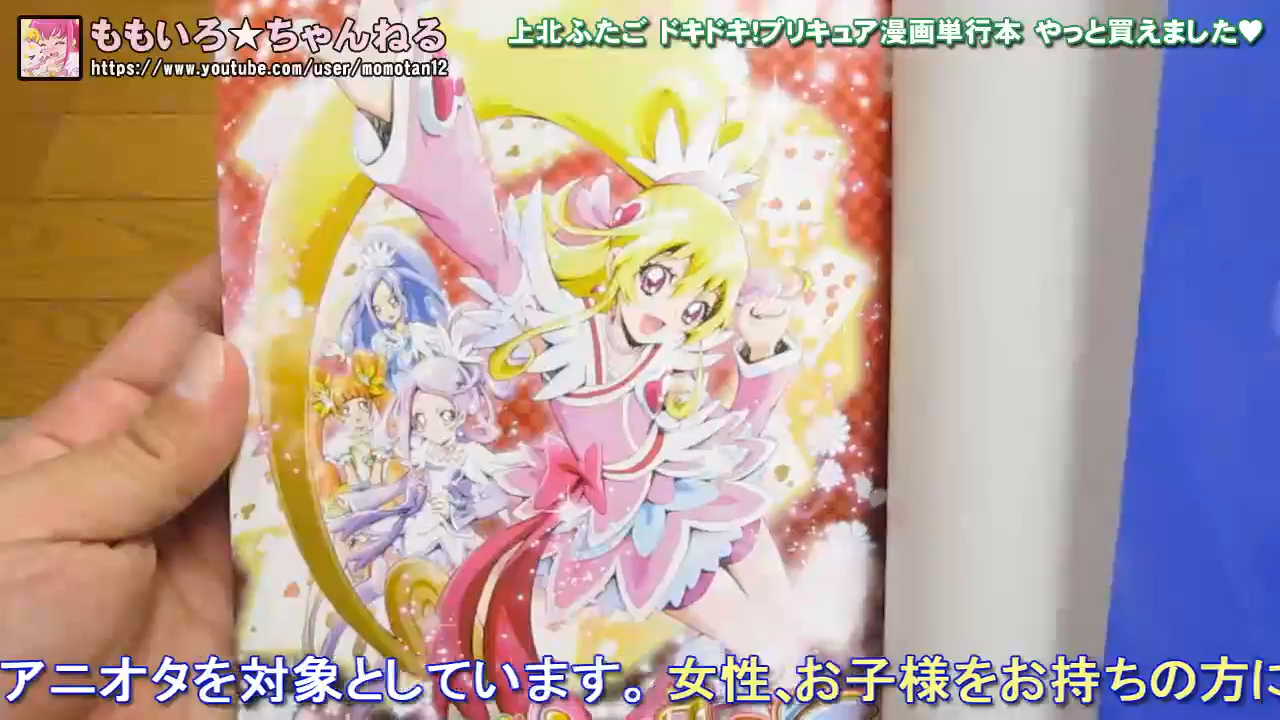 ももいろ★ちゃんねる
https://www.youtube.com/user/momotan12
上北ふたご ドキドキ!プリキュア漫画単行本 やっと買えました♥
アニオタを対象としています。女性、お子様をお持ちの方に